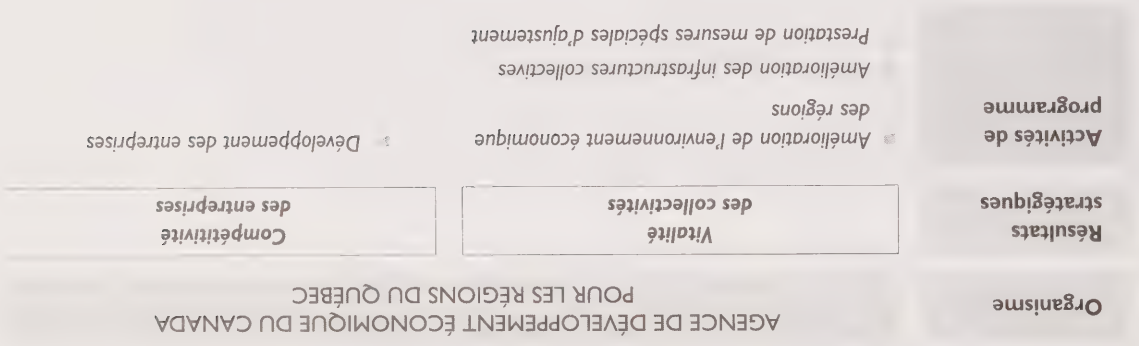 Organisme
AGENCE DE DÉVELOPPEMENT ÉCONOMIQUE DU CANADA
POUR LES RÉGIONS DU QUÉBEC
Résultats
stratégiques
Vitalité
des collectivités
Compétitivité
des entreprises
Activités de
programme
Amélioration de l'environnement économique
des régions
Amélioration des infrastructures collectives
Prestation de mesures spéciales d'ajustement
Développement des entreprises